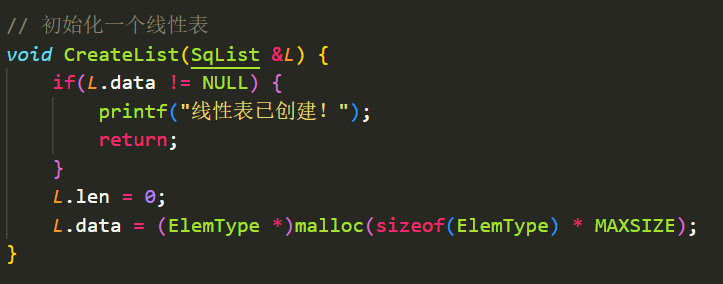 // 初始化一个线性表
void CreateList(SqList &L) {
    if(L.data != NULL) {
        printf("线性表已创建！");
        return;
    }
    L.len = 0;
    L.data = (ElemType *)malloc(sizeof(ElemType) * MAXSIZE);
}